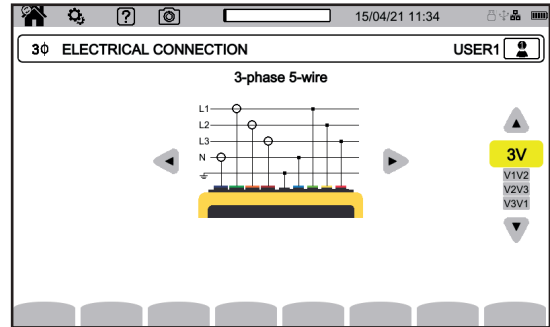 ?
15/04/21 11:34
3ϕ ELECTRICAL CONNECTION
USER1
3-phase 5-wire
L1
L2
L3
N
3V
V1V2
V2V3
V3V1